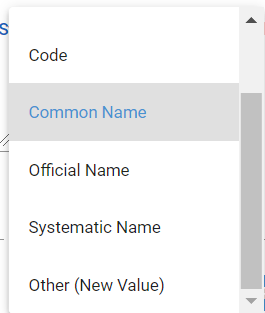 Code
Common Name
Official Name
Systematic Name
Other (New Value)